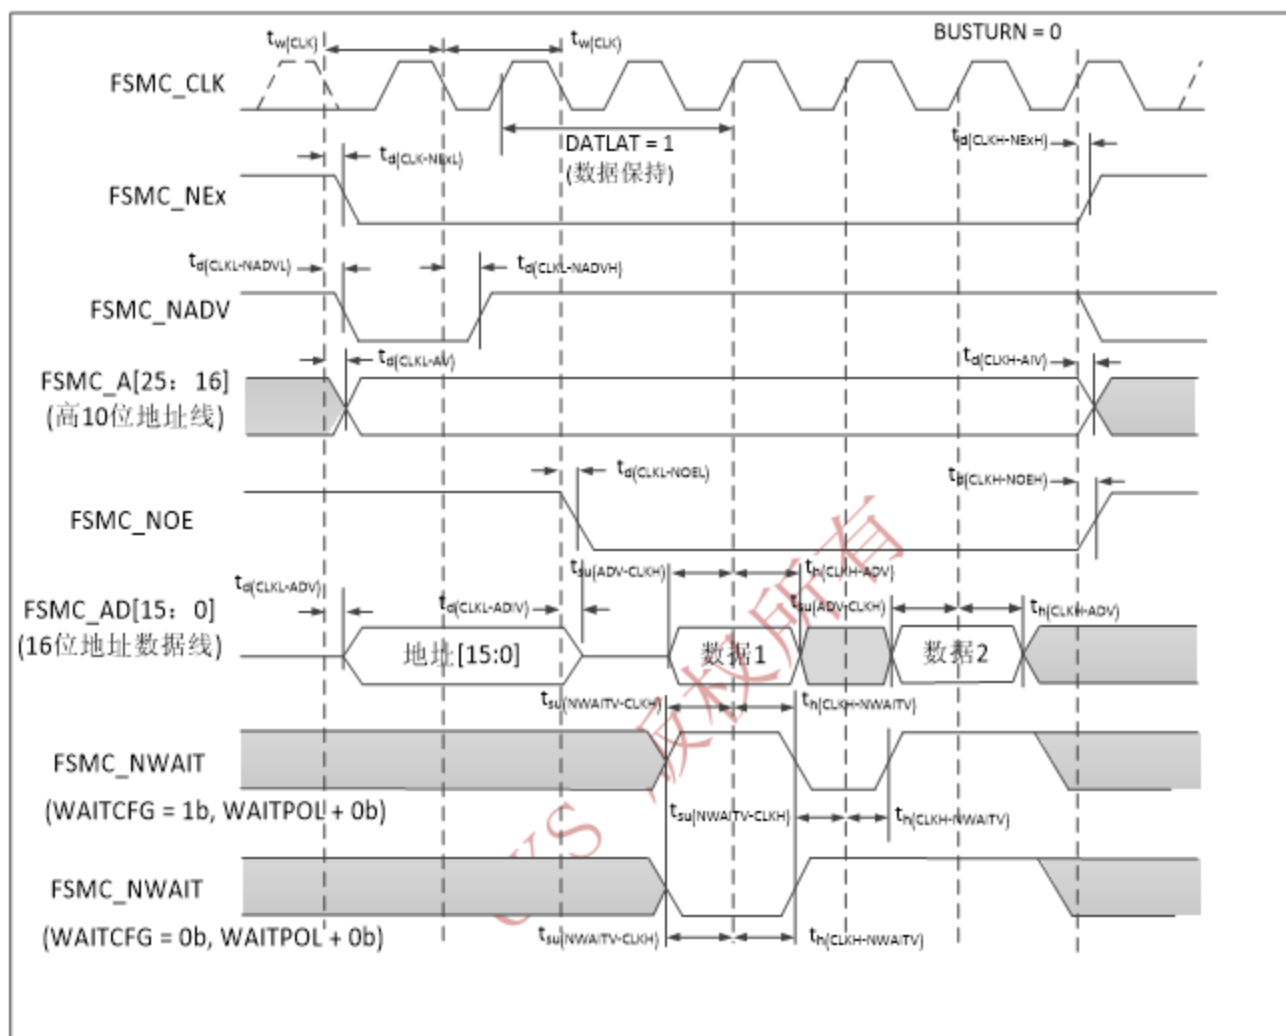 BUSTURN = 0
tw(CLK) tw(CLK)
FSMC_CLK
DATLAT = 1
(数据保持)
td(CLK-NExL) td(CLKH-NExH)
FSMC_NEx
td(CLKL-NADVL) td(CLKL-NADVH)
FSMC_NADV
td(CLKL-AV) td(CLKH-AIV)
FSMC_A[25：16]
(高10位地址线)
td(CLKL-NOEL) td(CLKH-NOEH)
FSMC_NOE
tsu(ADV-CLKH) th(CLKH-ADV)
td(CLKL-ADV) td(CLKL-ADIV) tsu(ADV-CLKH) th(CLKH-ADV)
FSMC_AD[15：0]
(16位地址数据线)
地址[15:0] 数据1 数据2
tsu(NWAITV-CLKH) th(CLKH-NWAITV)
FSMC_NWAIT
(WAITCFG = 1b, WAITPOL + 0b)
tsu(NWAITV-CLKH) th(CLKH-NWAITV)
FSMC_NWAIT
(WAITCFG = 0b, WAITPOL + 0b)
tsu(NWAITV-CLKH) th(CLKH-NWAITV)
版权所有